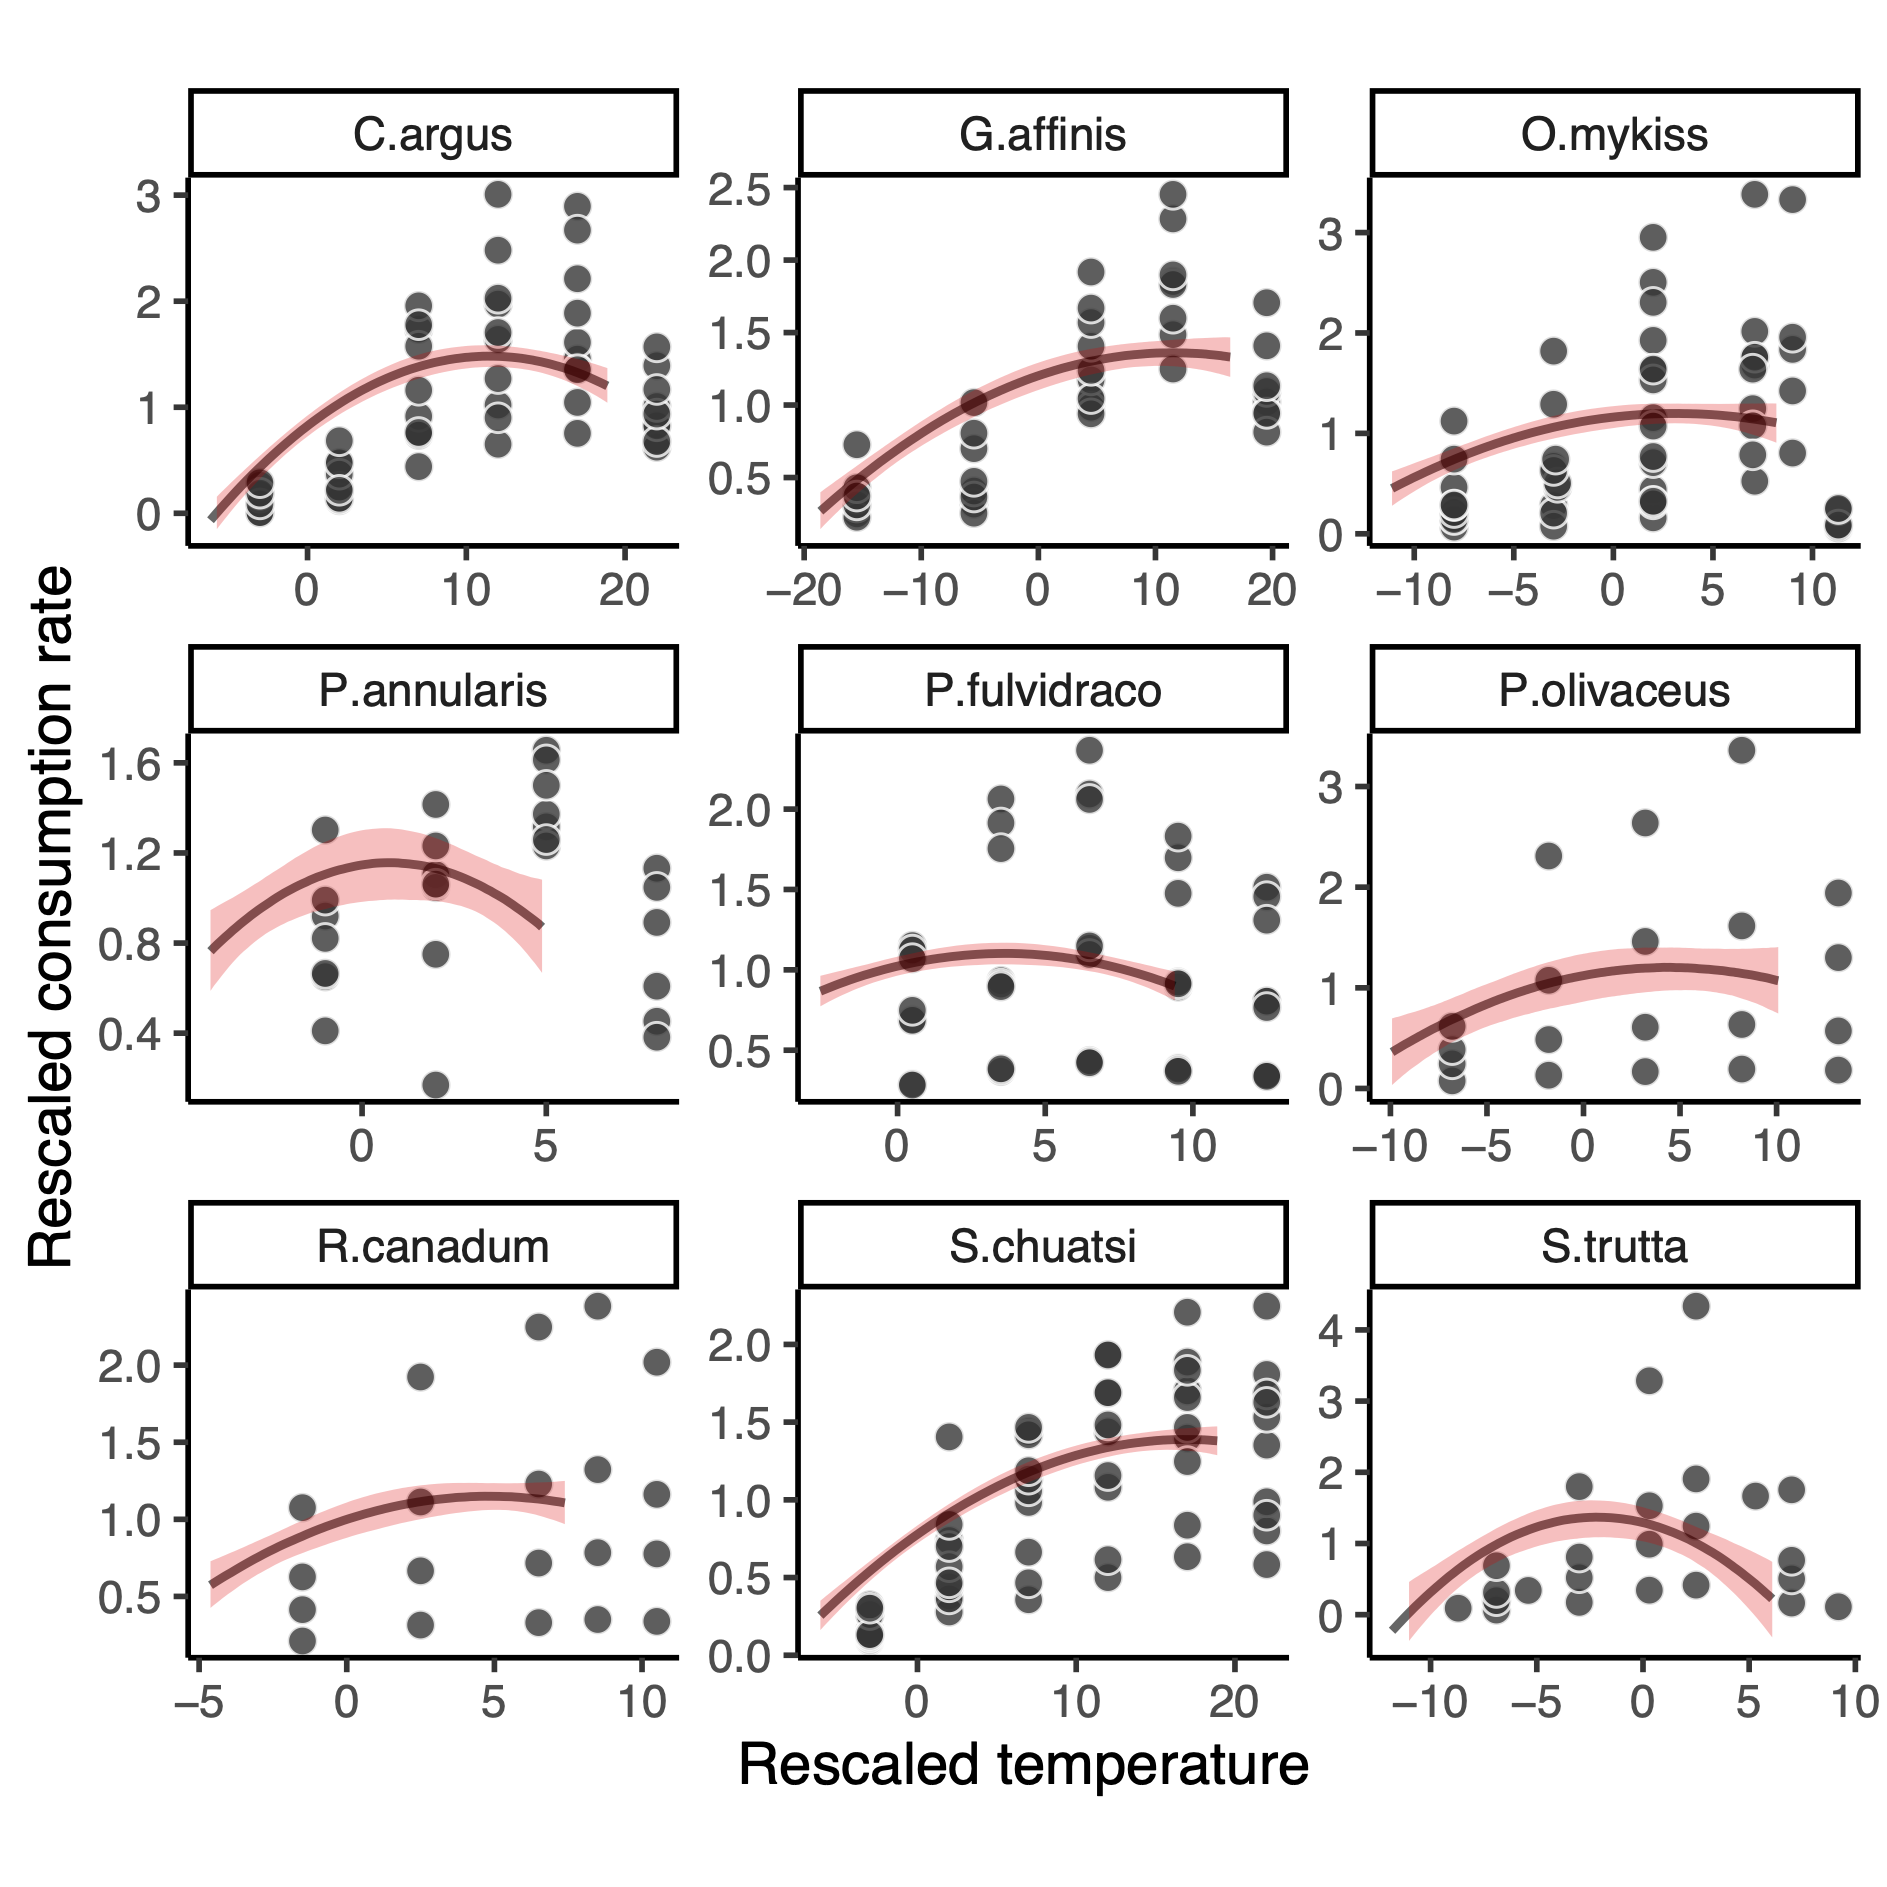 C.argus
G.affinis
O.mykiss
3
2
1
0
0 10 20
2.5
2.0
1.5
1.0
0.5
−20 −10 0 10 20
3
2
1
0
−10 −5 0 5 10
P.annularis
P.fulvidraco
P.olivaceus
1.6
1.2
0.8
0.4
0 5
2.0
1.5
1.0
0.5
0 5 10
3
2
1
0
−10 −5 0 5 10
R.canadum
S.chuatsi
S.trutta
2.0
1.5
1.0
0.5
−5 0 5 10
2.0
1.5
1.0
0.5
0.0
0 10 20
4
3
2
1
0
−10 −5 0 5 10
Rescaled consumption rate
Rescaled temperature